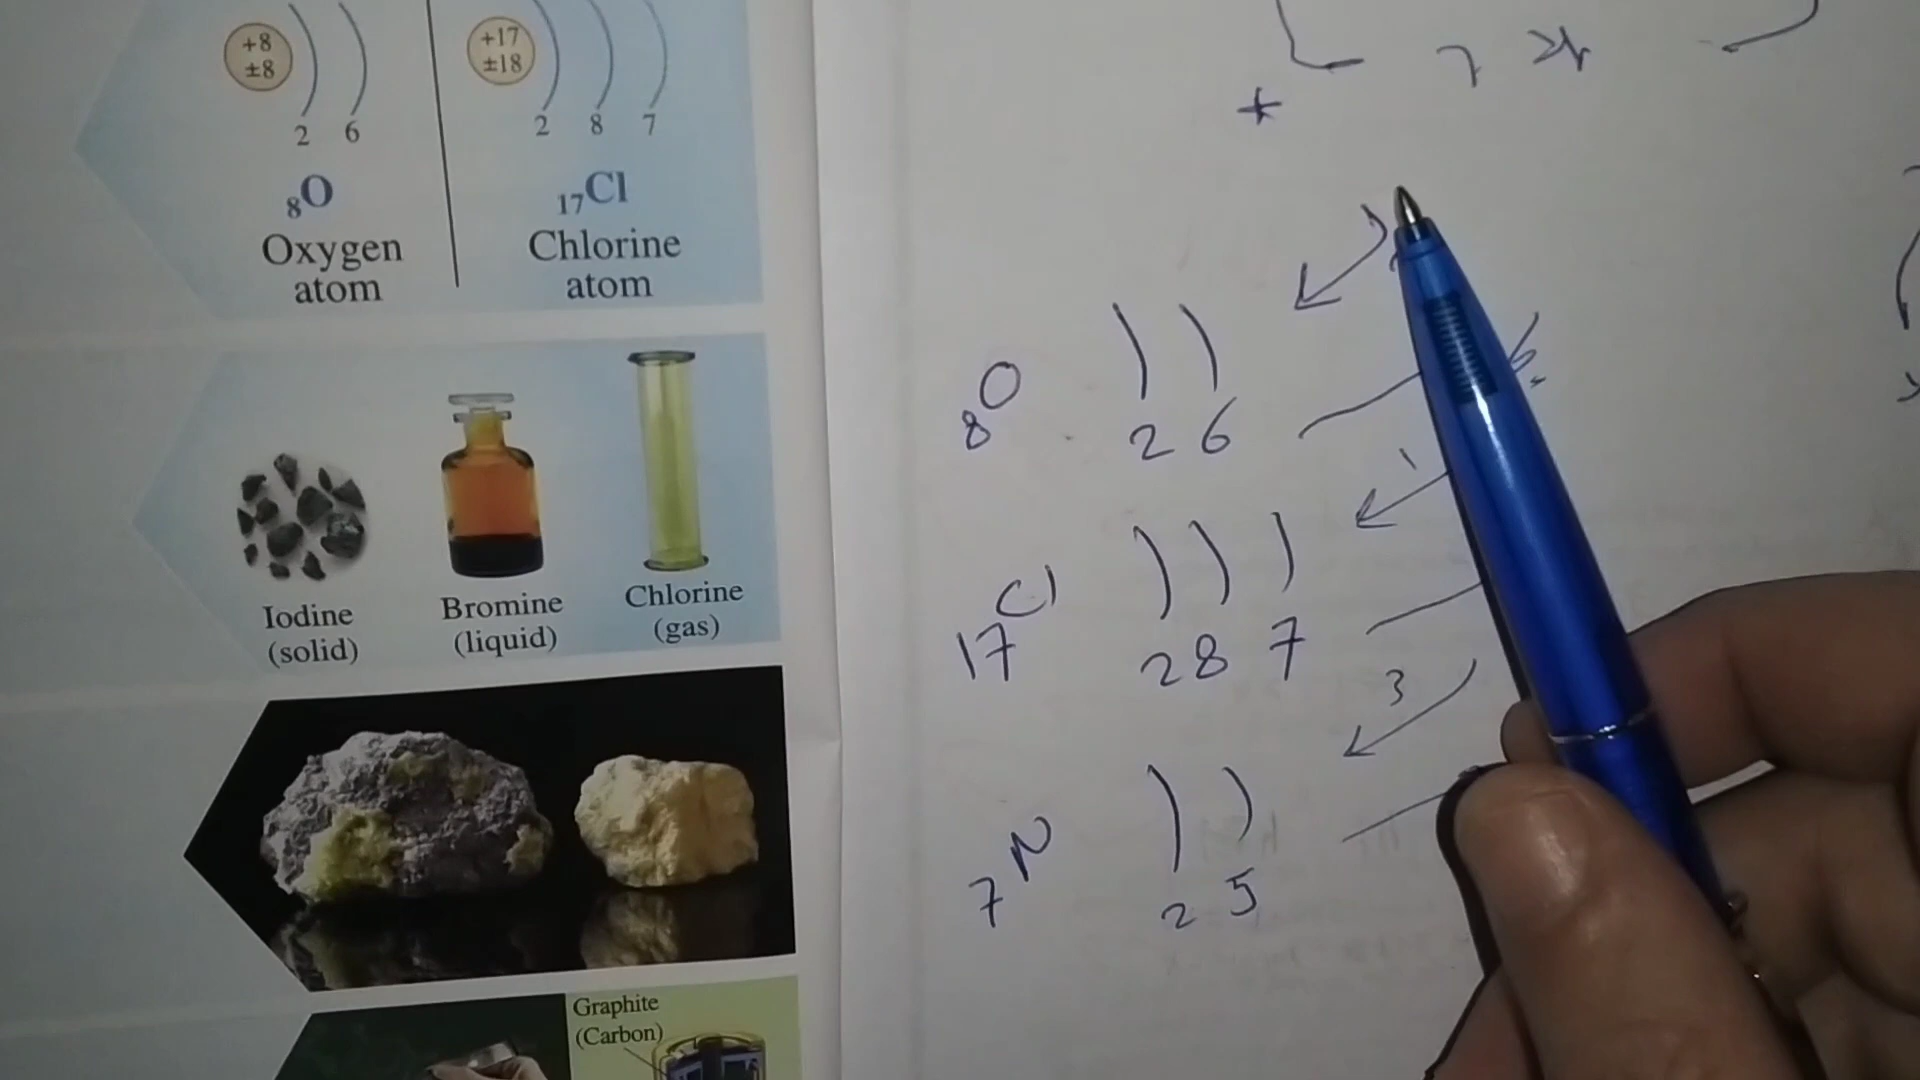 +8
±8
2 6
8O
Oxygen
atom
+17
±18
2 8 7
17Cl
Chlorine
atom
Iodine
(solid)
Bromine
(liquid)
Chlorine
(gas)
Graphite
(Carbon)
+
8O
2 6
17Cl
2 8 7
1
7N
2 5
3